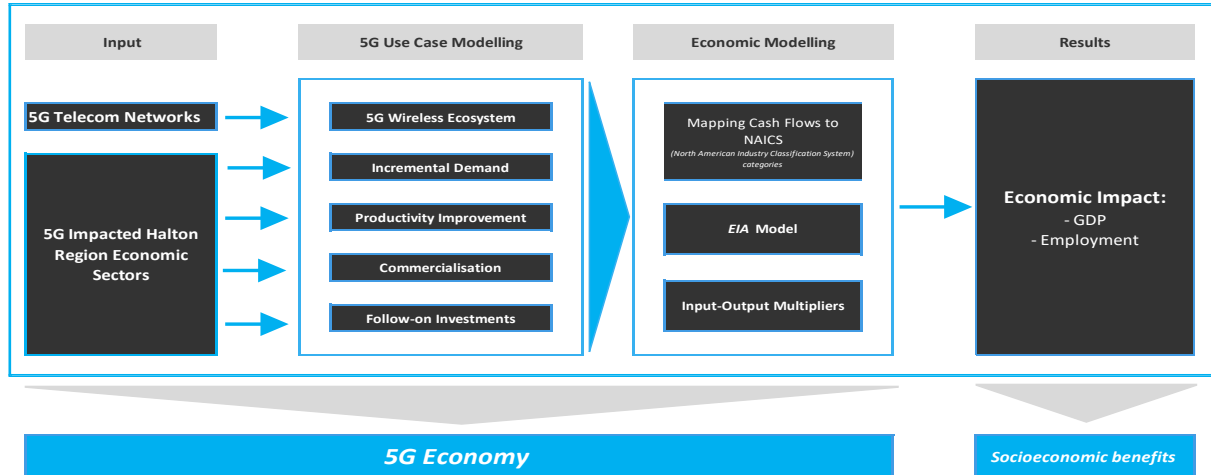 Input
5G Use Case Modelling
Economic Modelling
Results
5G Telecom Networks
5G Impacted Halton
Region Economic
Sectors
5G Wireless Ecosystem
Incremental Demand
Productivity Improvement
Commercialisation
Follow-on Investments
Mapping Cash Flows to
NAICS
(North American Industry Classification System)
categories
EIA Model
Input-Output Multipliers
Economic Impact:
- GDP
- Employment
5G Economy
Socioeconomic benefits